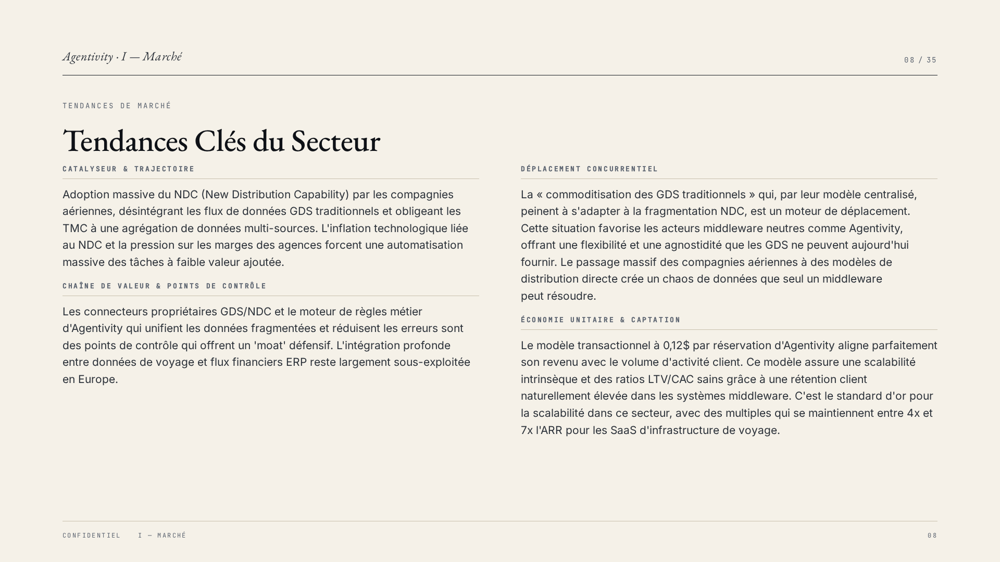 Agentivity · I — Marché
08 / 35
TENDANCES DE MARCHÉ
Tendances Clés du Secteur
CATALYSEUR & TRAJECTOIRE
Adoption massive du NDC (New Distribution Capability) par les compagnies
aériennes, désintégrant les flux de données GDS traditionnels et obligeant les
TMC à une agrégation de données multi-sources. L'inflation technologique liée
au NDC et la pression sur les marges des agences forcent une automatisation
massive des tâches à faible valeur ajoutée.
CHAÎNE DE VALEUR & POINTS DE CONTRÔLE
Les connecteurs propriétaires GDS/NDC et le moteur de règles métier
d'Agentivity qui unifient les données fragmentées et réduisent les erreurs sont
des points de contrôle qui offrent un 'moat' défensif. L'intégration profonde
entre données de voyage et flux financiers ERP reste largement sous-exploitée
en Europe.
DÉPLACEMENT CONCURRENTIEL
La « commoditisation des GDS traditionnels » qui, par leur modèle centralisé,
peinent à s'adapter à la fragmentation NDC, est un moteur de déplacement.
Cette situation favorise les acteurs middleware neutres comme Agentivity,
offrant une flexibilité et une agnostidité que les GDS ne peuvent aujourd'hui
fournir. Le passage massif des compagnies aériennes à des modèles de
distribution directe crée un chaos de données que seul un middleware
peut résoudre.
ÉCONOMIE UNITAIRE & CAPTATION
Le modèle transactionnel à 0,12$ par réservation d'Agentivity aligne parfaitement
son revenu avec le volume d'activité client. Ce modèle assure une scalabilité
intrinsèque et des ratios LTV/CAC sains grâce à une rétention client
naturellement élevée dans les systèmes middleware. C'est le standard d'or pour
la scalabilité dans ce secteur, avec des multiples qui se maintiennent entre 4x et
7x l'ARR pour les SaaS d'infrastructure de voyage.
CONFIDENTIEL I — MARCHÉ
08